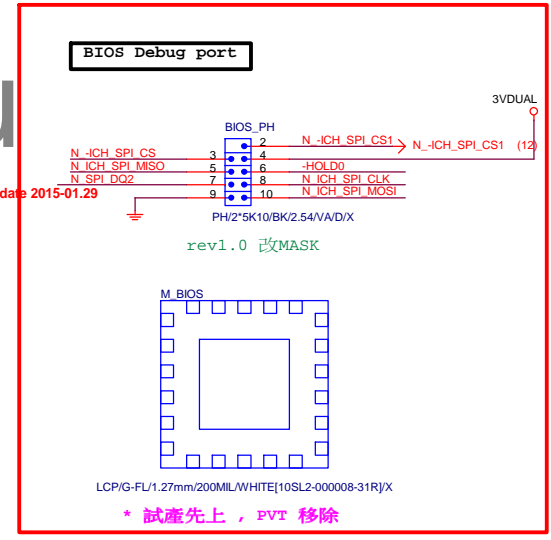 BIOS Debug port
3VDUAL
BIOS_PH
2 N_-ICH_SPI_CS1 N_-ICH_SPI_CS1 (12)
N_-ICH_SPI_CS 3 4
N_ICH_SPI_MISO 5 6 -HOLD0
N_SPI_DQ2 7 8 N_ICH_SPI_CLK
date 2015-01.29 9 10 N_ICH_SPI_MOSI
PH/2*5K10/BK/2.54/VA/D/X
rev1.0 改MASK
M_BIOS
LCP/G-FL/1.27mm/200MIL/WHITE[10SL2-000008-31R]/X
* 試產先上 , PVT 移除